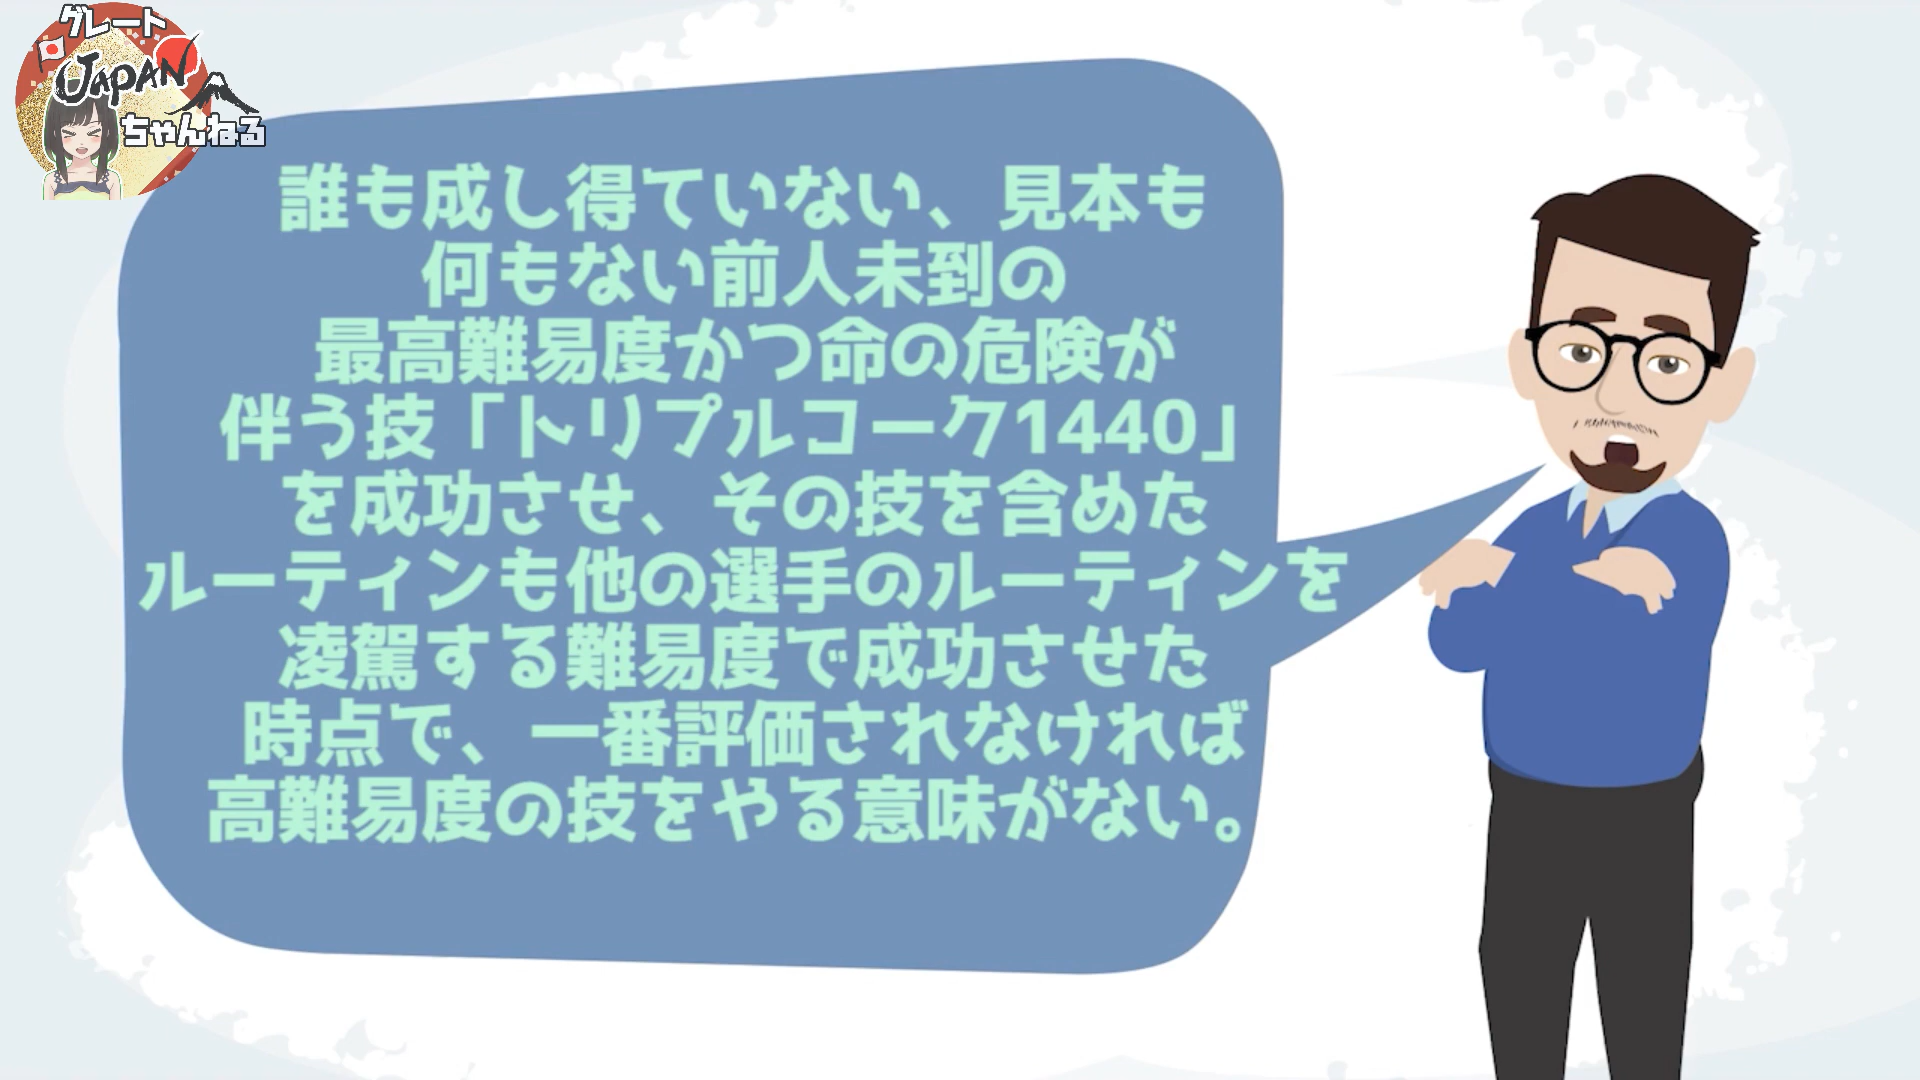 グレート
JAPAN
ちゃんねる
誰も成し得ていない、見本も
何もない前人未到の
最高難易度かつ命の危険が
伴う技「トリプルコーク1440」
を成功させ、その技を含めた
ルーティンも他の選手のルーティンを
凌駕する難易度で成功させた
時点で、一番評価されなければ
高難易度の技をやる意味がない。